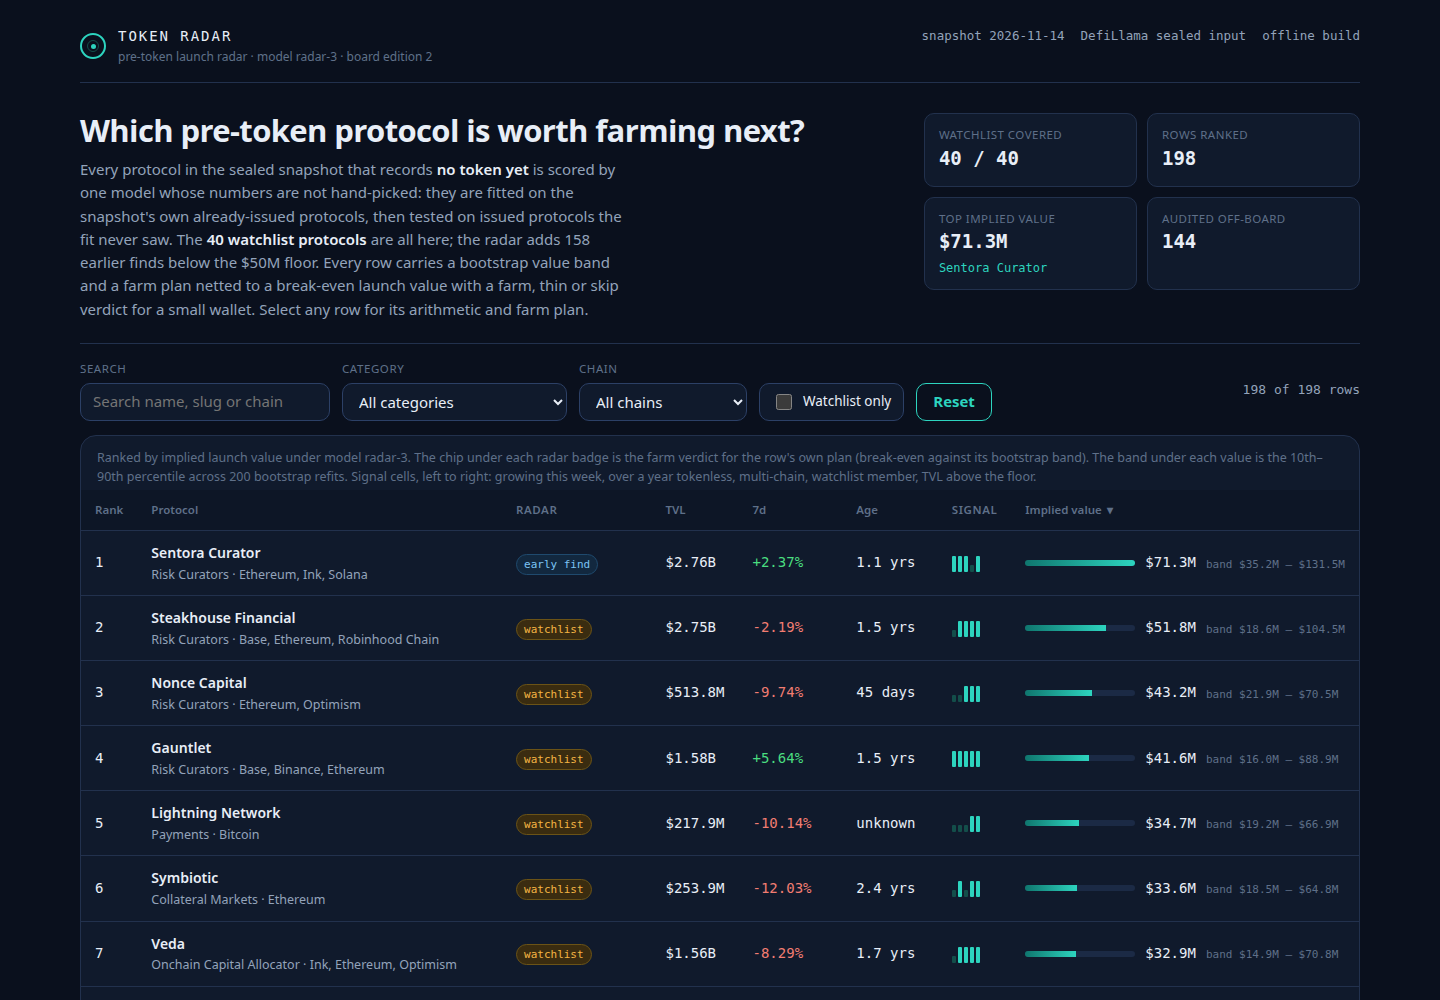 TOKEN RADAR
pre-token launch radar · model radar-3 · board edition 2
snapshot 2026-11-14 DefiLlama sealed input offline build
Which pre-token protocol is worth farming next?
Every protocol in the sealed snapshot that records no token yet is scored by
one model whose numbers are not hand-picked: they are fitted on the
snapshot's own already-issued protocols, then tested on issued protocols the
fit never saw. The 40 watchlist protocols are all here; the radar adds 158
earlier finds below the $50M floor. Every row carries a bootstrap value band
and a farm plan netted to a break-even launch value with a farm, thin or skip
verdict for a small wallet. Select any row for its arithmetic and farm plan.
WATCHLIST COVERED
40 / 40
ROWS RANKED
198
TOP IMPLIED VALUE
$71.3M
Sentora Curator
AUDITED OFF-BOARD
144
SEARCH CATEGORY CHAIN
Search name, slug or chain All categories All chains Watchlist only Reset 198 of 198 rows
Ranked by implied launch value under model radar-3. The chip under each radar badge is the farm verdict for the row's own plan (break-even against its bootstrap band). The band under each value is the 10th–
90th percentile across 200 bootstrap refits. Signal cells, left to right: growing this week, over a year tokenless, multi-chain, watchlist member, TVL above the floor.
Rank Protocol RADAR TVL 7d Age SIGNAL Implied value ▼
1 Sentora Curator early find $2.76B +2.37% 1.1 yrs $71.3M band $35.2M — $131.5M
Risk Curators · Ethereum, Ink, Solana
2 Steakhouse Financial watchlist $2.75B -2.19% 1.5 yrs $51.8M band $18.6M — $104.5M
Risk Curators · Base, Ethereum, Robinhood Chain
3 Nonce Capital watchlist $513.8M -9.74% 45 days $43.2M band $21.9M — $70.5M
Risk Curators · Ethereum, Optimism
4 Gauntlet watchlist $1.58B +5.64% 1.5 yrs $41.6M band $16.0M — $88.9M
Risk Curators · Base, Binance, Ethereum
5 Lightning Network watchlist $217.9M -10.14% unknown $34.7M band $19.2M — $66.9M
Payments · Bitcoin
6 Symbiotic watchlist $253.9M -12.03% 2.4 yrs $33.6M band $18.5M — $64.8M
Collateral Markets · Ethereum
7 Veda watchlist $1.56B -8.29% 1.7 yrs $32.9M band $14.9M — $70.8M
Onchain Capital Allocator · Ink, Ethereum, Optimism